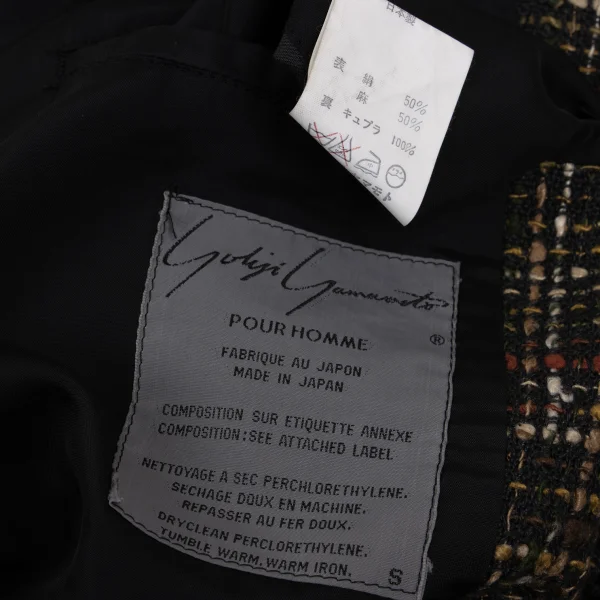 日本製
表 綿 50%
麻 50%
裏 キュプラ 100%
Yohji Yamamoto
®
POUR HOMME
FABRIQUE AU JAPON
MADE IN JAPAN
COMPOSITION SUR ETIQUETTE ANNEXE
COMPOSITION:SEE ATTACHED LABEL
NETTOYAGE A SEC PERCHLORETHYLENE.
SECHAGE DOUX EN MACHINE.
REPASSER AU FER DOUX.
DRYCLEAN PERCLORETHYLENE.
TUMBLE WARM, WARM IRON.
S